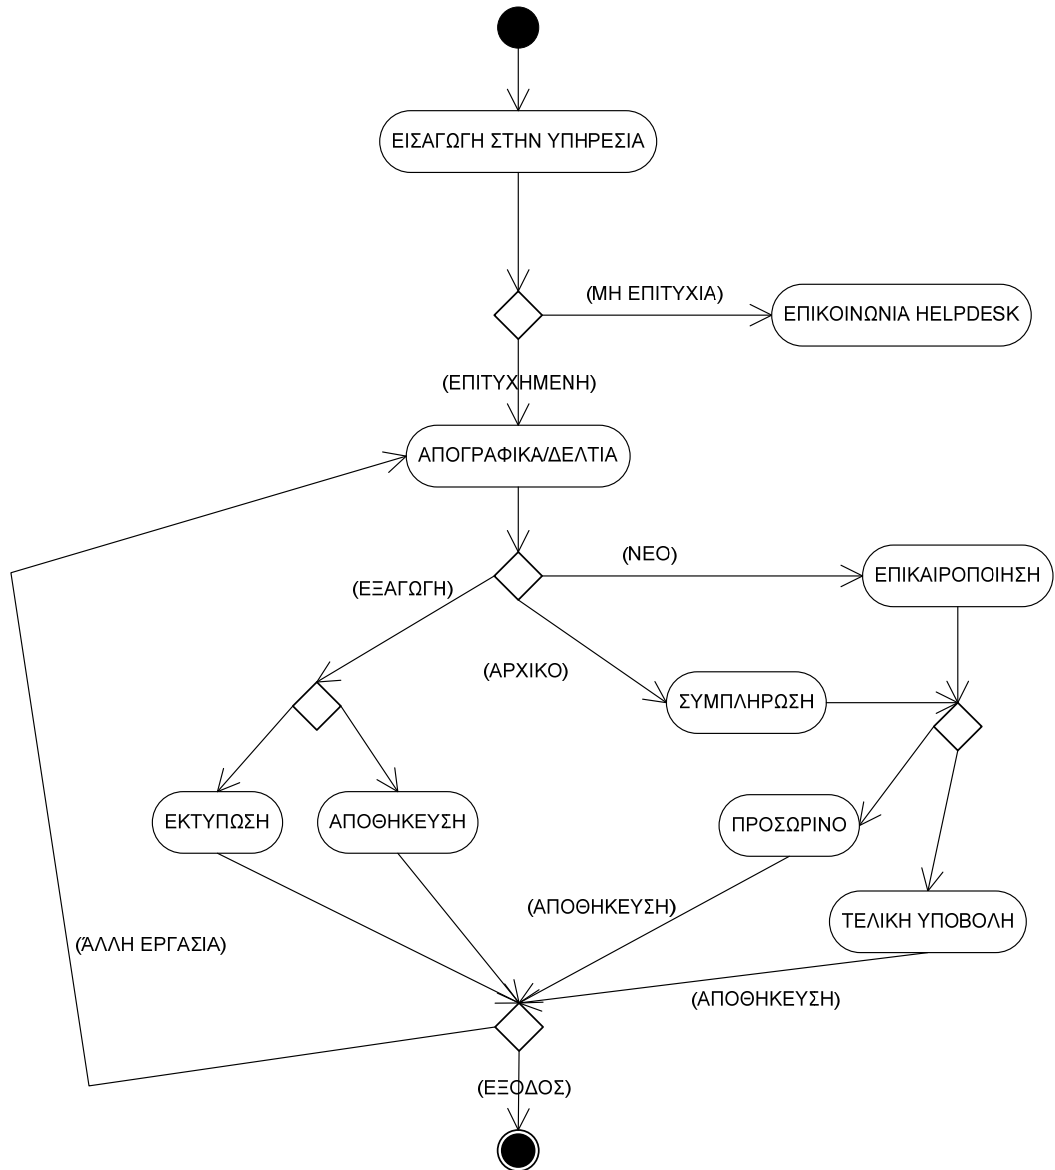 ΕΙΣΑΓΩΓΗ ΣΤΗΝ ΥΠΗΡΕΣΙΑ
(ΜΗ ΕΠΙΤΥΧΙΑ)
ΕΠΙΚΟΙΝΩΝΙΑ HELPDESK
(ΕΠΙΤΥΧΗΜΕΝΗ)
ΑΠΟΓΡΑΦΙΚΑ/ΔΕΛΤΙΑ
(ΝΕΟ)
ΕΠΙΚΑΙΡΟΠΟΙΗΣΗ
(ΕΞΑΓΩΓΗ)
(ΑΡΧΙΚΟ)
ΣΥΜΠΛΗΡΩΣΗ
ΕΚΤΥΠΩΣΗ
ΑΠΟΘΗΚΕΥΣΗ
ΠΡΟΣΩΡΙΝΟ
(ΑΠΟΘΗΚΕΥΣΗ)
ΤΕΛΙΚΗ ΥΠΟΒΟΛΗ
(ΆΛΛΗ ΕΡΓΑΣΙΑ)
(ΑΠΟΘΗΚΕΥΣΗ)
(ΕΞΟΔΟΣ)